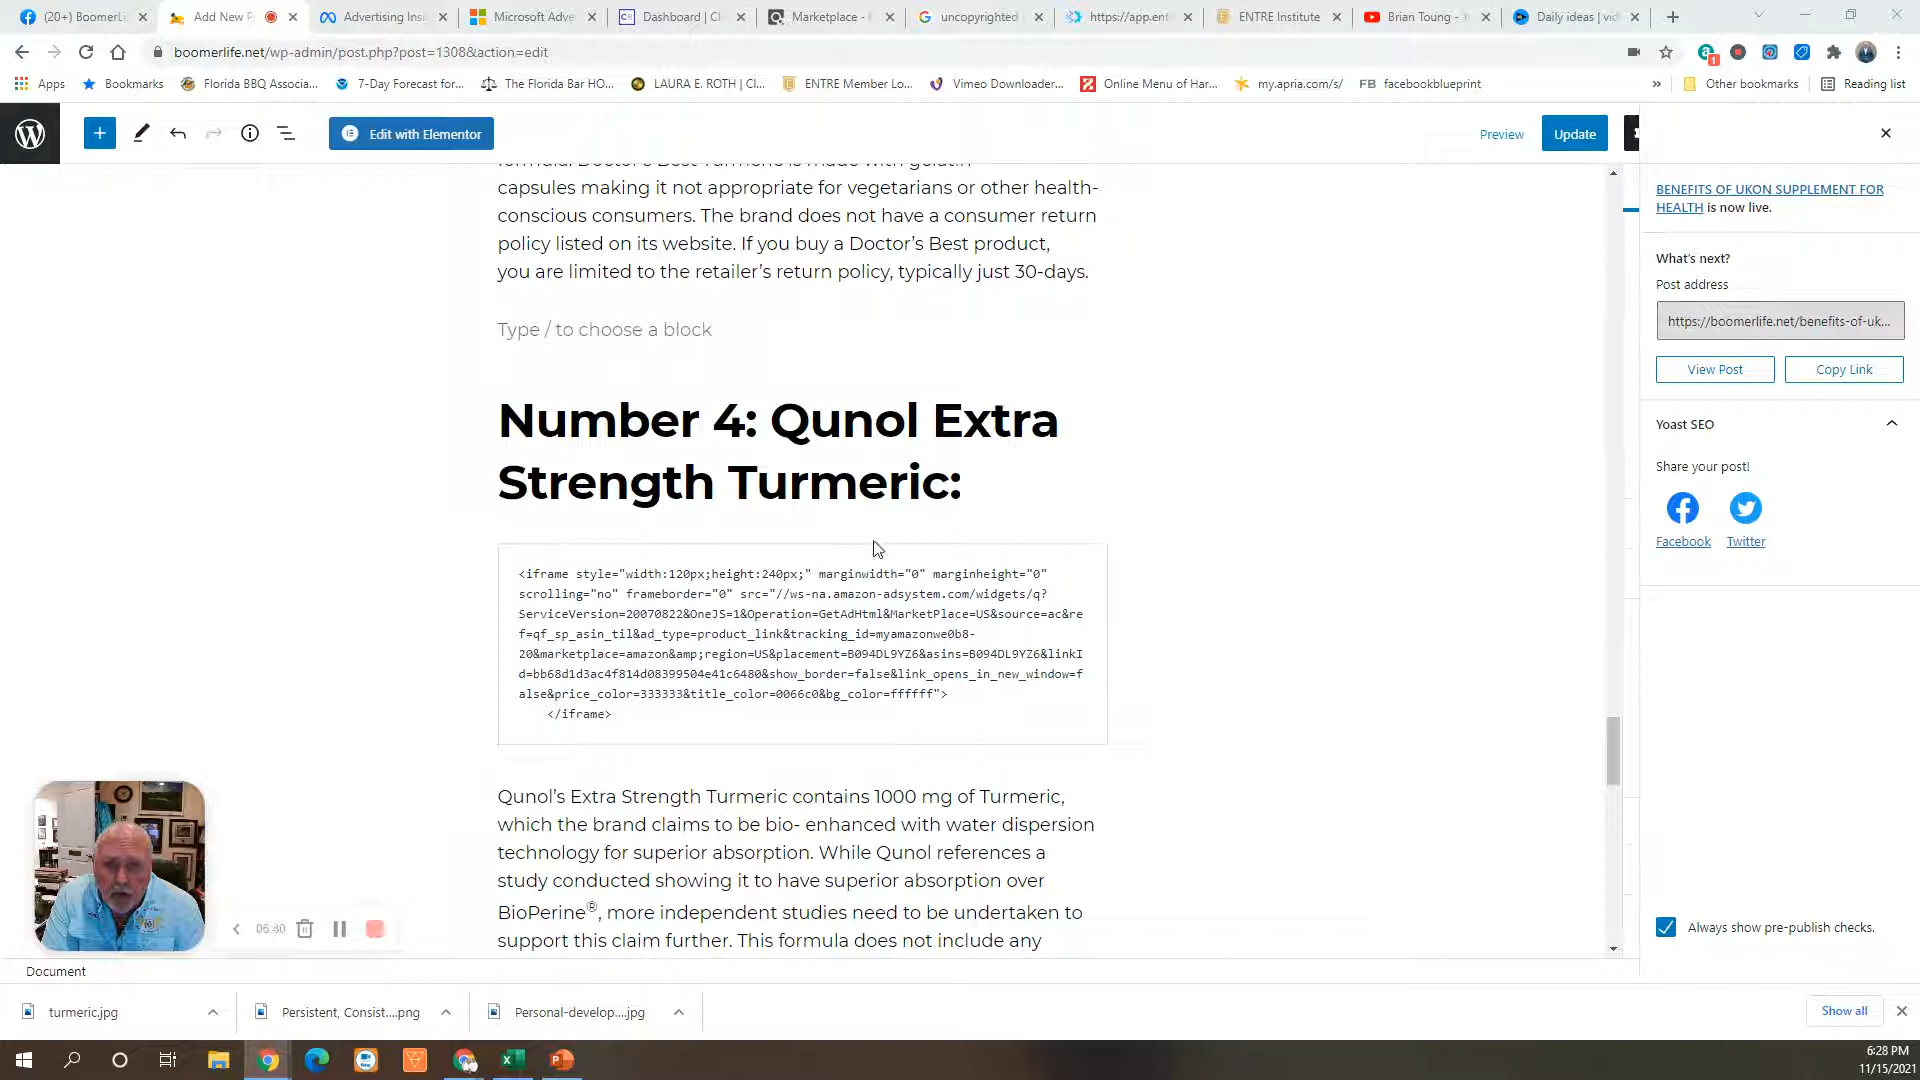 (20+) BoomerLi
Add New P
Advertising Insi
Microsoft Adve
Dashboard | Cl
Marketplace -
uncopyrighted
https://app.ent
ENTRE Institute
Brian Toung -
Daily ideas | vid
boomerlife.net/wp-admin/post.php?post=1308&action=edit
Apps
Bookmarks
Florida BBQ Associa...
7-Day Forecast for...
The Florida Bar HO...
LAURA E. ROTH | Cl...
ENTRE Member Lo...
Vimeo Downloader...
Online Menu of Har...
my.apria.com/s/
FB facebookblueprint
»
Other bookmarks
Reading list
Edit with Elementor
Preview
Update
capsules making it not appropriate for vegetarians or other health-
conscious consumers. The brand does not have a consumer return
policy listed on its website. If you buy a Doctor's Best product,
you are limited to the retailer's return policy, typically just 30-days.
Type / to choose a block
Number 4: Qunol Extra
Strength Turmeric:
<iframe style="width:120px;height:240px;" marginwidth="0" marginheight="0"
scrolling="no" frameborder="0" src="//ws-na.amazon-adsystem.com/widgets/q?
ServiceVersion=20070822&OneJS=1&Operation=GetAdHtml&MarketPlace=US&source=ac&re
f=qf_sp_asin_til&ad_type=product_link&tracking_id=myamazonwe0b8-
20&marketplace=amazon&amp;region=US&placement=B094DL9YZ6&asins=B094DL9YZ6&linkI
d=bb68d1d3ac4f814d08399504e41c6480&show_border=false&link_opens_in_new_window=f
alse&price_color=333333&title_color=0066c0&bg_color=ffffff">
</iframe>
Qunol's Extra Strength Turmeric contains 1000 mg of Turmeric,
which the brand claims to be bio- enhanced with water dispersion
technology for superior absorption. While Qunol references a
study conducted showing it to have superior absorption over
BioPerine®, more independent studies need to be undertaken to
support this claim further. This formula does not include any
BENEFITS OF UKON SUPPLEMENT FOR
HEALTH is now live.
What's next?
Post address
https://boomerlife.net/benefits-of-uk...
View Post
Copy Link
Yoast SEO
Share your post!
Facebook
Twitter
Always show pre-publish checks.
06:40
Document
turmeric.jpg
Persistent, Consist....png
Personal-develop....jpg
Show all
6:28 PM
11/15/2021